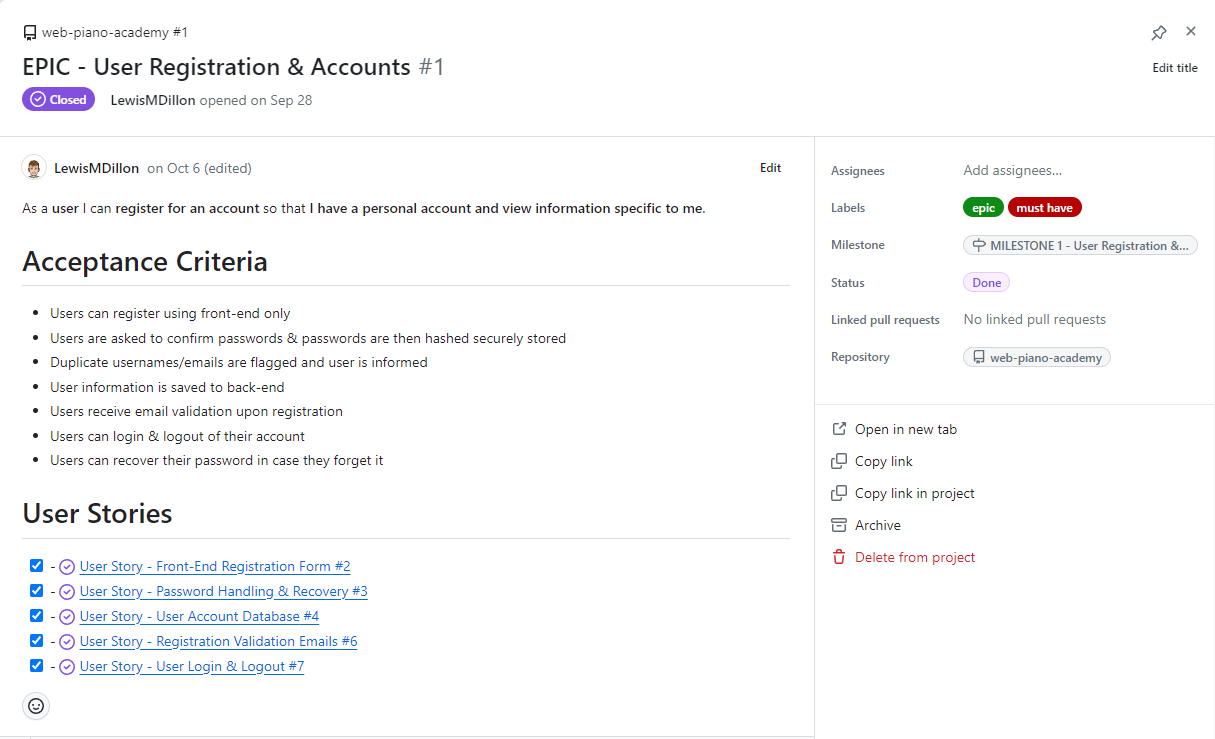 web-piano-academy #1
EPIC - User Registration & Accounts #1
Edit title
Closed
LewisMDillon opened on Sep 28
LewisMDillon on Oct 6 (edited)
Edit
As a user I can register for an account so that I have a personal account and view information specific to me.
Acceptance Criteria
• Users can register using front-end only
• Users are asked to confirm passwords & passwords are then hashed securely stored
• Duplicate usernames/emails are flagged and user is informed
• User information is saved to back-end
• Users receive email validation upon registration
• Users can login & logout of their account
• Users can recover their password in case they forget it
User Stories
- User Story - Front-End Registration Form #2
- User Story - Password Handling & Recovery #3
- User Story - User Account Database #4
- User Story - Registration Validation Emails #6
- User Story - User Login & Logout #7
Assignees Add assignees...
Labels epic must have
Milestone MILESTONE 1 - User Registration &...
Status Done
Linked pull requests No linked pull requests
Repository web-piano-academy
Open in new tab
Copy link
Copy link in project
Archive
Delete from project